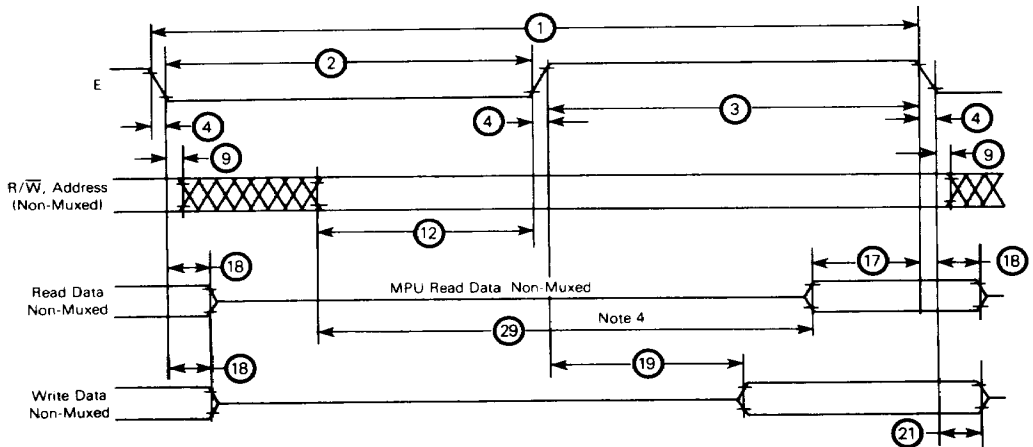 1
2
E
4
4
3
4
9
9
R/W̅, Address
(Non-Muxed)
12
18
17
18
Read Data
Non-Muxed
MPU Read Data Non-Muxed
29
Note 4
18
19
Write Data
Non-Muxed
21